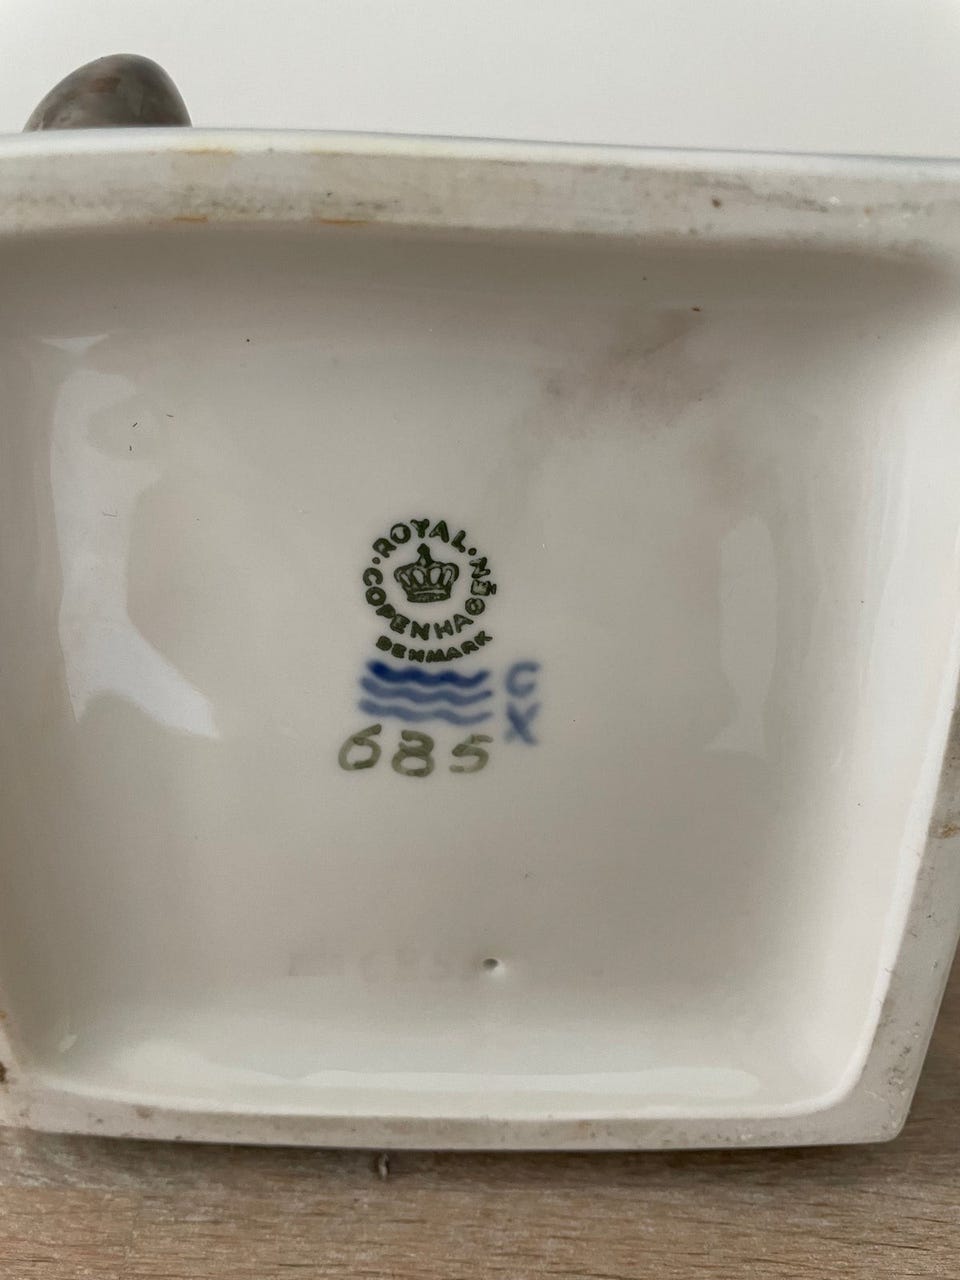 ROYAL
COPENHAGEN
DENMARK
C
X
685